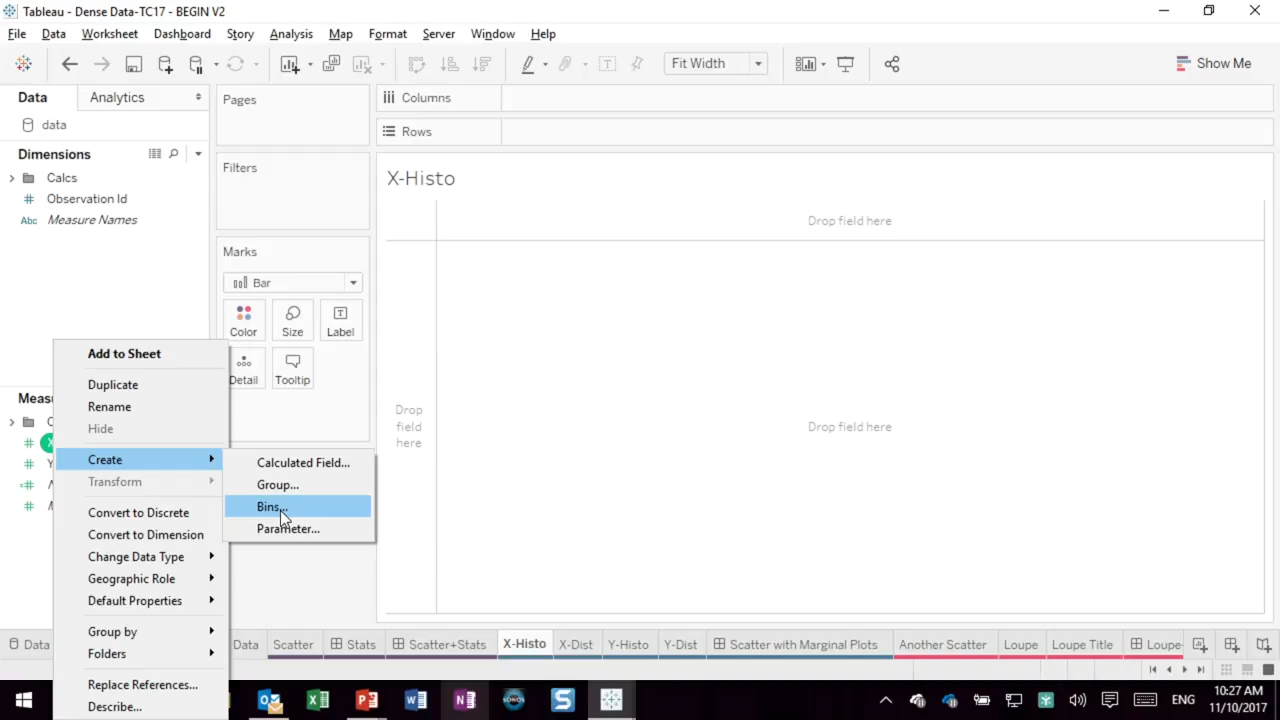 Tableau - Dense Data-TC17 - BEGIN V2
File Data Worksheet Dashboard Story Analysis Map Format Server Window Help
Fit Width
Show Me
Data Analytics
Pages
Columns
data
Rows
Dimensions
Filters
Calcs
X-Histo
Observation Id
Abc Measure Names
Drop field here
Marks
Bar
Color Size Label
Detail Tooltip
Add to Sheet
Duplicate
Rename
Hide
Create
Transform
Convert to Discrete
Convert to Dimension
Change Data Type
Geographic Role
Default Properties
Group by
Folders
Replace References...
Describe...
Calculated Field...
Group...
Bins...
Parameter...
Drop
field
here
Drop field here
Data Data Scatter Stats Scatter+Stats X-Histo X-Dist Y-Histo Y-Dist Scatter with Marginal Plots Another Scatter Loupe Loupe Title Loupe-
SONOS
ENG
10:27 AM
11/10/2017